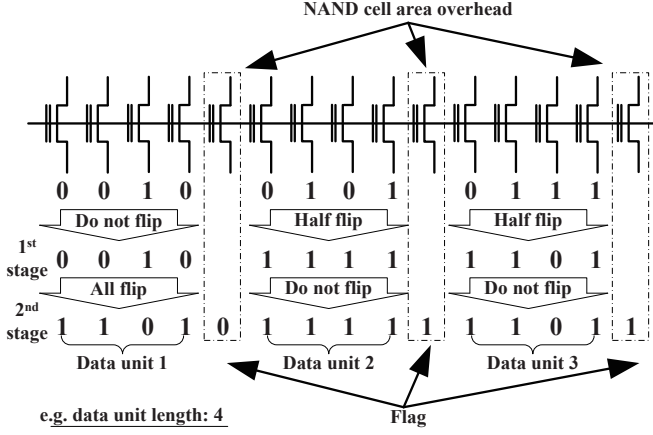 NAND cell area overhead
0 0 1 0 0 1 0 1 0 1 1 1
Do not flip Half flip Half flip
1st stage 0 0 1 0 1 1 1 1 1 1 0 1
All flip Do not flip Do not flip
2nd stage 1 1 0 1 0 1 1 1 1 1 1 1 0 1 1
Data unit 1 Data unit 2 Data unit 3
e.g. data unit length: 4 Flag